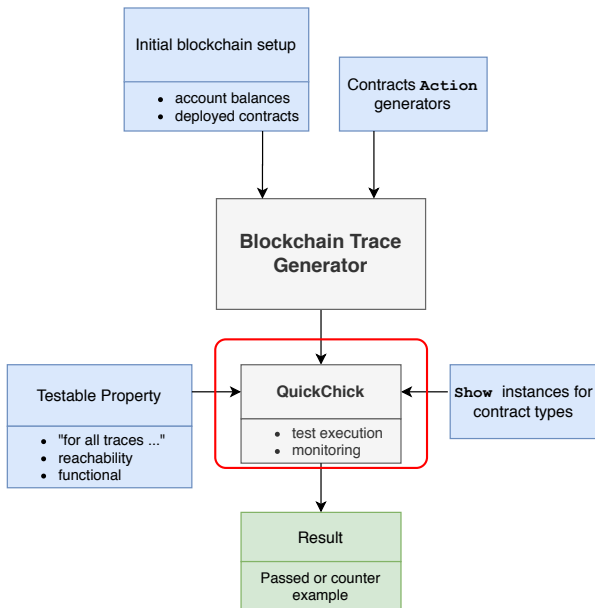 Initial blockchain setup
• account balances
• deployed contracts
Contracts Action
generators
Blockchain Trace
Generator
Testable Property
• "for all traces ..."
• reachability
• functional
QuickChick
• test execution
• monitoring
Show instances for
contract types
Result
Passed or counter
example